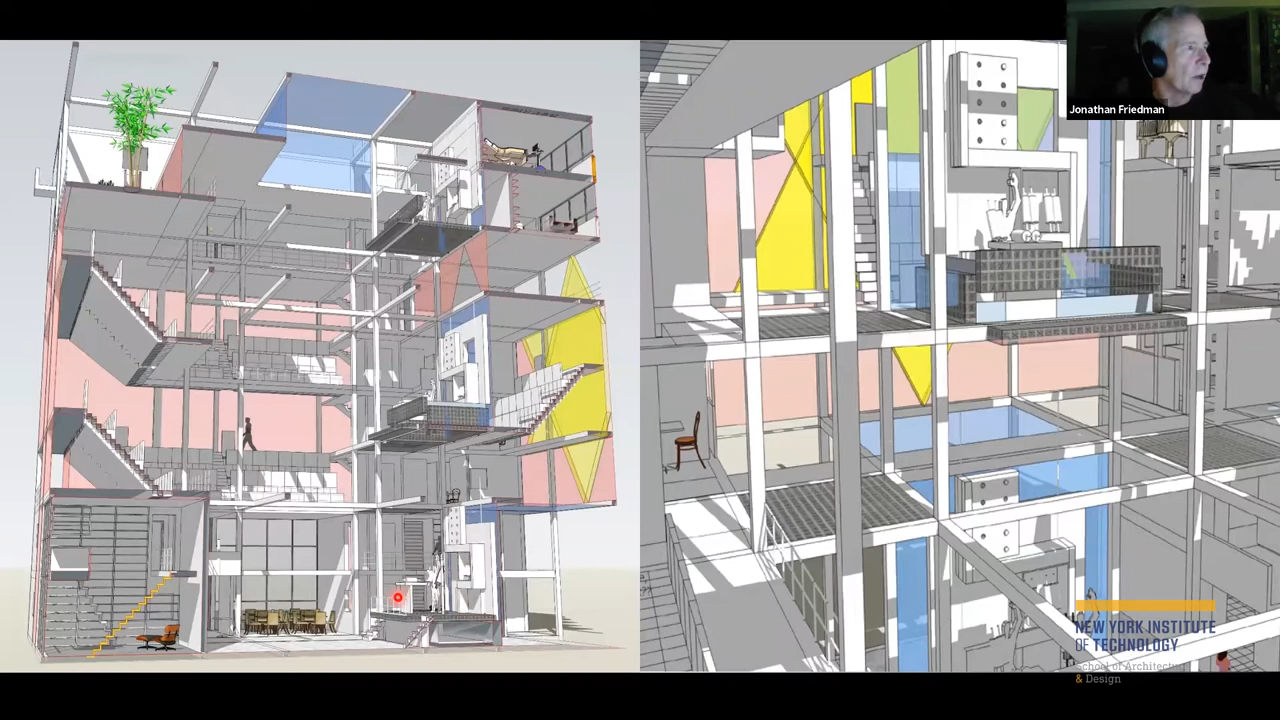 Jonathan Friedman
NEW YORK INSTITUTE
OF TECHNOLOGY
School of Architecture
& Design